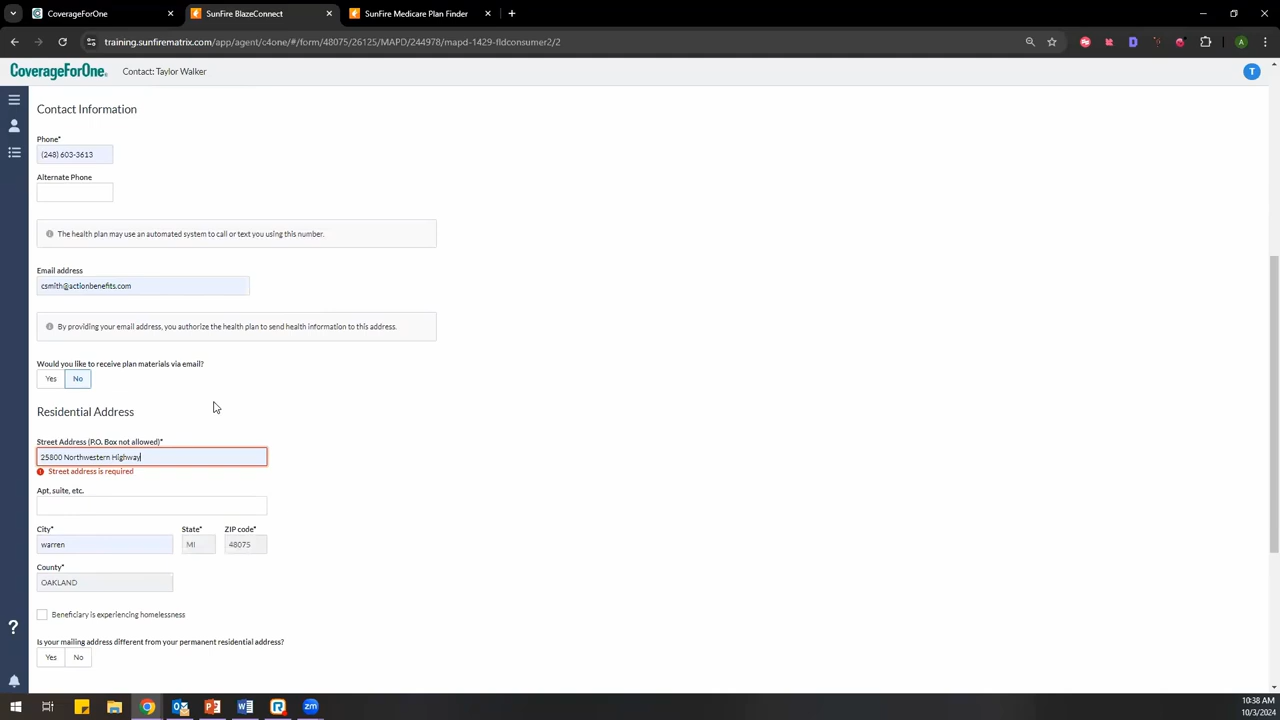 CoverageForOne
SunFire BlazeConnect
SunFire Medicare Plan Finder
training.sunfirematrix.com/app/agent/c4one/#/form/48075/26125/MAPD/244978/mapd-1429-fldconsumer2/2
CoverageForOne.
Contact: Taylor Walker
T
Contact Information
Phone*
(248) 603-3613
Alternate Phone
The health plan may use an automated system to call or text you using this number.
Email address
csmith@actionbenefits.com
By providing your email address, you authorize the health plan to send health information to this address.
Would you like to receive plan materials via email?
Yes No
Residential Address
Street Address (P.O. Box not allowed)*
25800 Northwestern Highway
Street address is required
Apt, suite, etc.
City* State* ZIP code*
warren MI 48075
County*
OAKLAND
Beneficiary is experiencing homelessness
Is your mailing address different from your permanent residential address?
Yes No
10:38 AM
10/3/2024